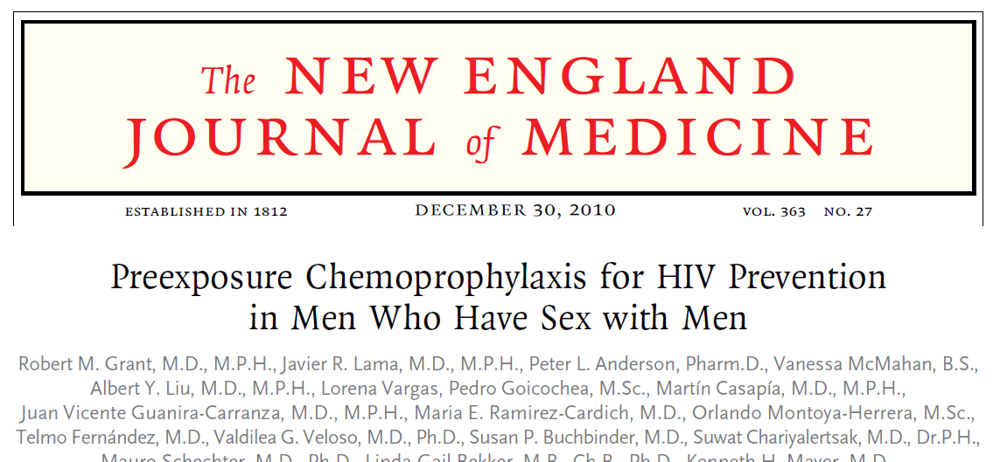 The NEW ENGLAND
JOURNAL of MEDICINE
ESTABLISHED IN 1812 DECEMBER 30, 2010 VOL. 363 NO. 27
Preexposure Chemoprophylaxis for HIV Prevention
in Men Who Have Sex with Men
Robert M. Grant, M.D., M.P.H., Javier R. Lama, M.D., M.P.H., Peter L. Anderson, Pharm.D., Vanessa McMahan, B.S.,
Albert Y. Liu, M.D., M.P.H., Lorena Vargas, Pedro Goicochea, M.Sc., Martín Casapía, M.D., M.P.H.,
Juan Vicente Guanira-Carranza, M.D., M.P.H., Maria E. Ramirez-Cardich, M.D., Orlando Montoya-Herrera, M.Sc.,
Telmo Fernández, M.D., Valdilea G. Veloso, M.D., Ph.D., Susan P. Buchbinder, M.D., Suwat Chariyalertsak, M.D., Dr.P.H.,
Mauro Schechter, M.D., Ph.D., Linda-Gail Bekker, M.B., Ch.B., Ph.D., Kenneth H. Mayer, M.D.